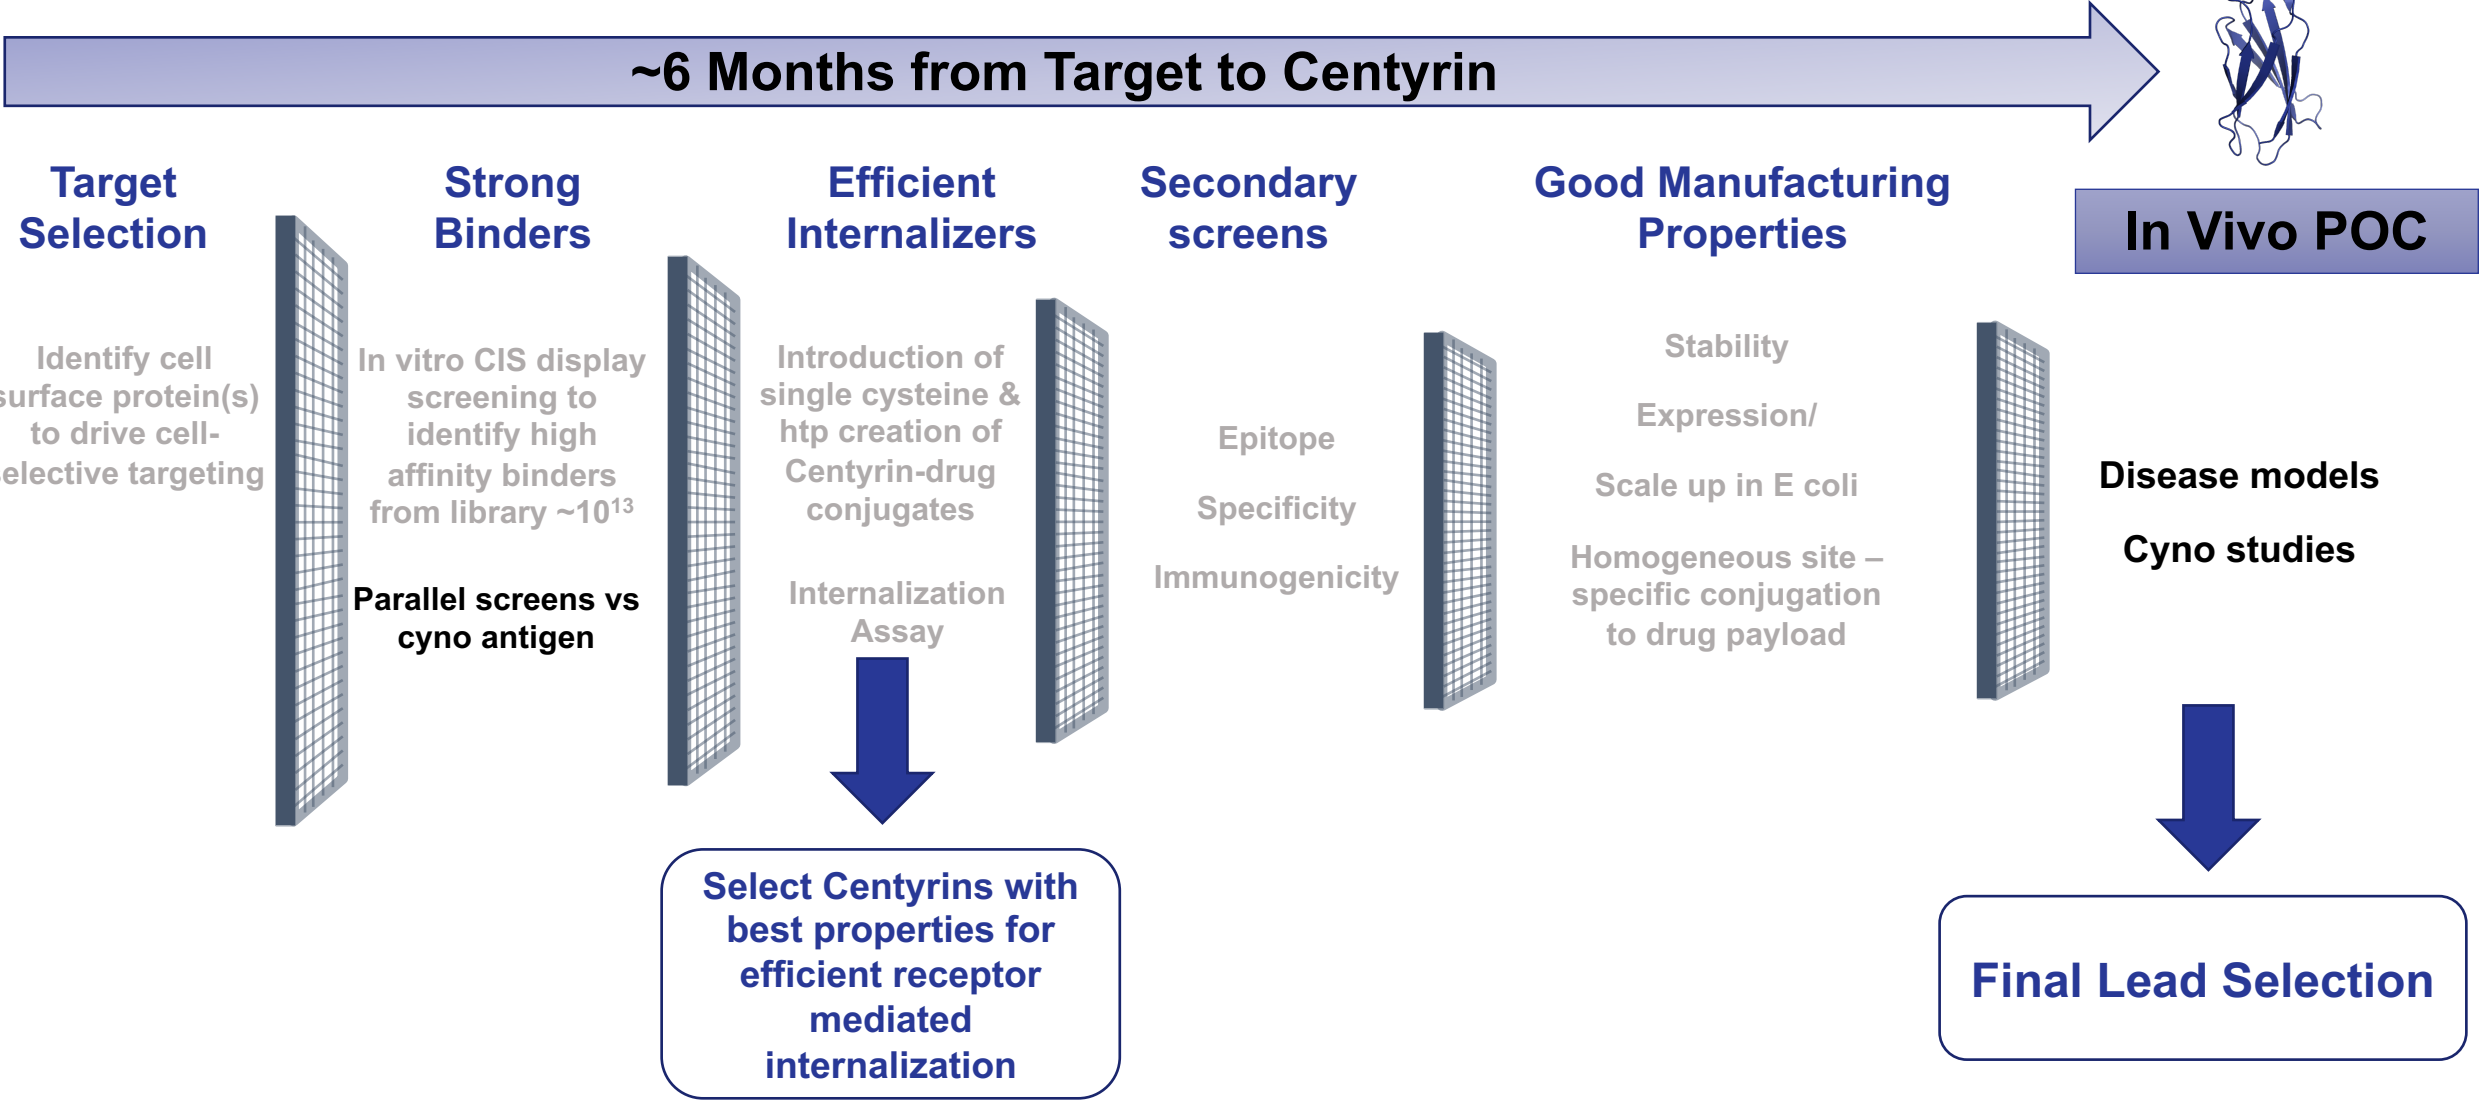 ~6 Months from Target to Centyrin
Target
Selection
Identify cell
surface protein(s)
to drive cell-
selective targeting
Strong
Binders
In vitro CIS display
screening to
identify high
affinity binders
from library ~10¹³
Parallel screens vs
cyno antigen
Efficient
Internalizers
Introduction of
single cysteine &
htp creation of
Centyrin-drug
conjugates
Internalization
Assay
Select Centyrins with
best properties for
efficient receptor
mediated
internalization
Secondary
screens
Epitope
Specificity
Immunogenicity
Good Manufacturing
Properties
Stability
Expression/
Scale up in E coli
Homogeneous site –
specific conjugation
to drug payload
In Vivo POC
Disease models
Cyno studies
Final Lead Selection